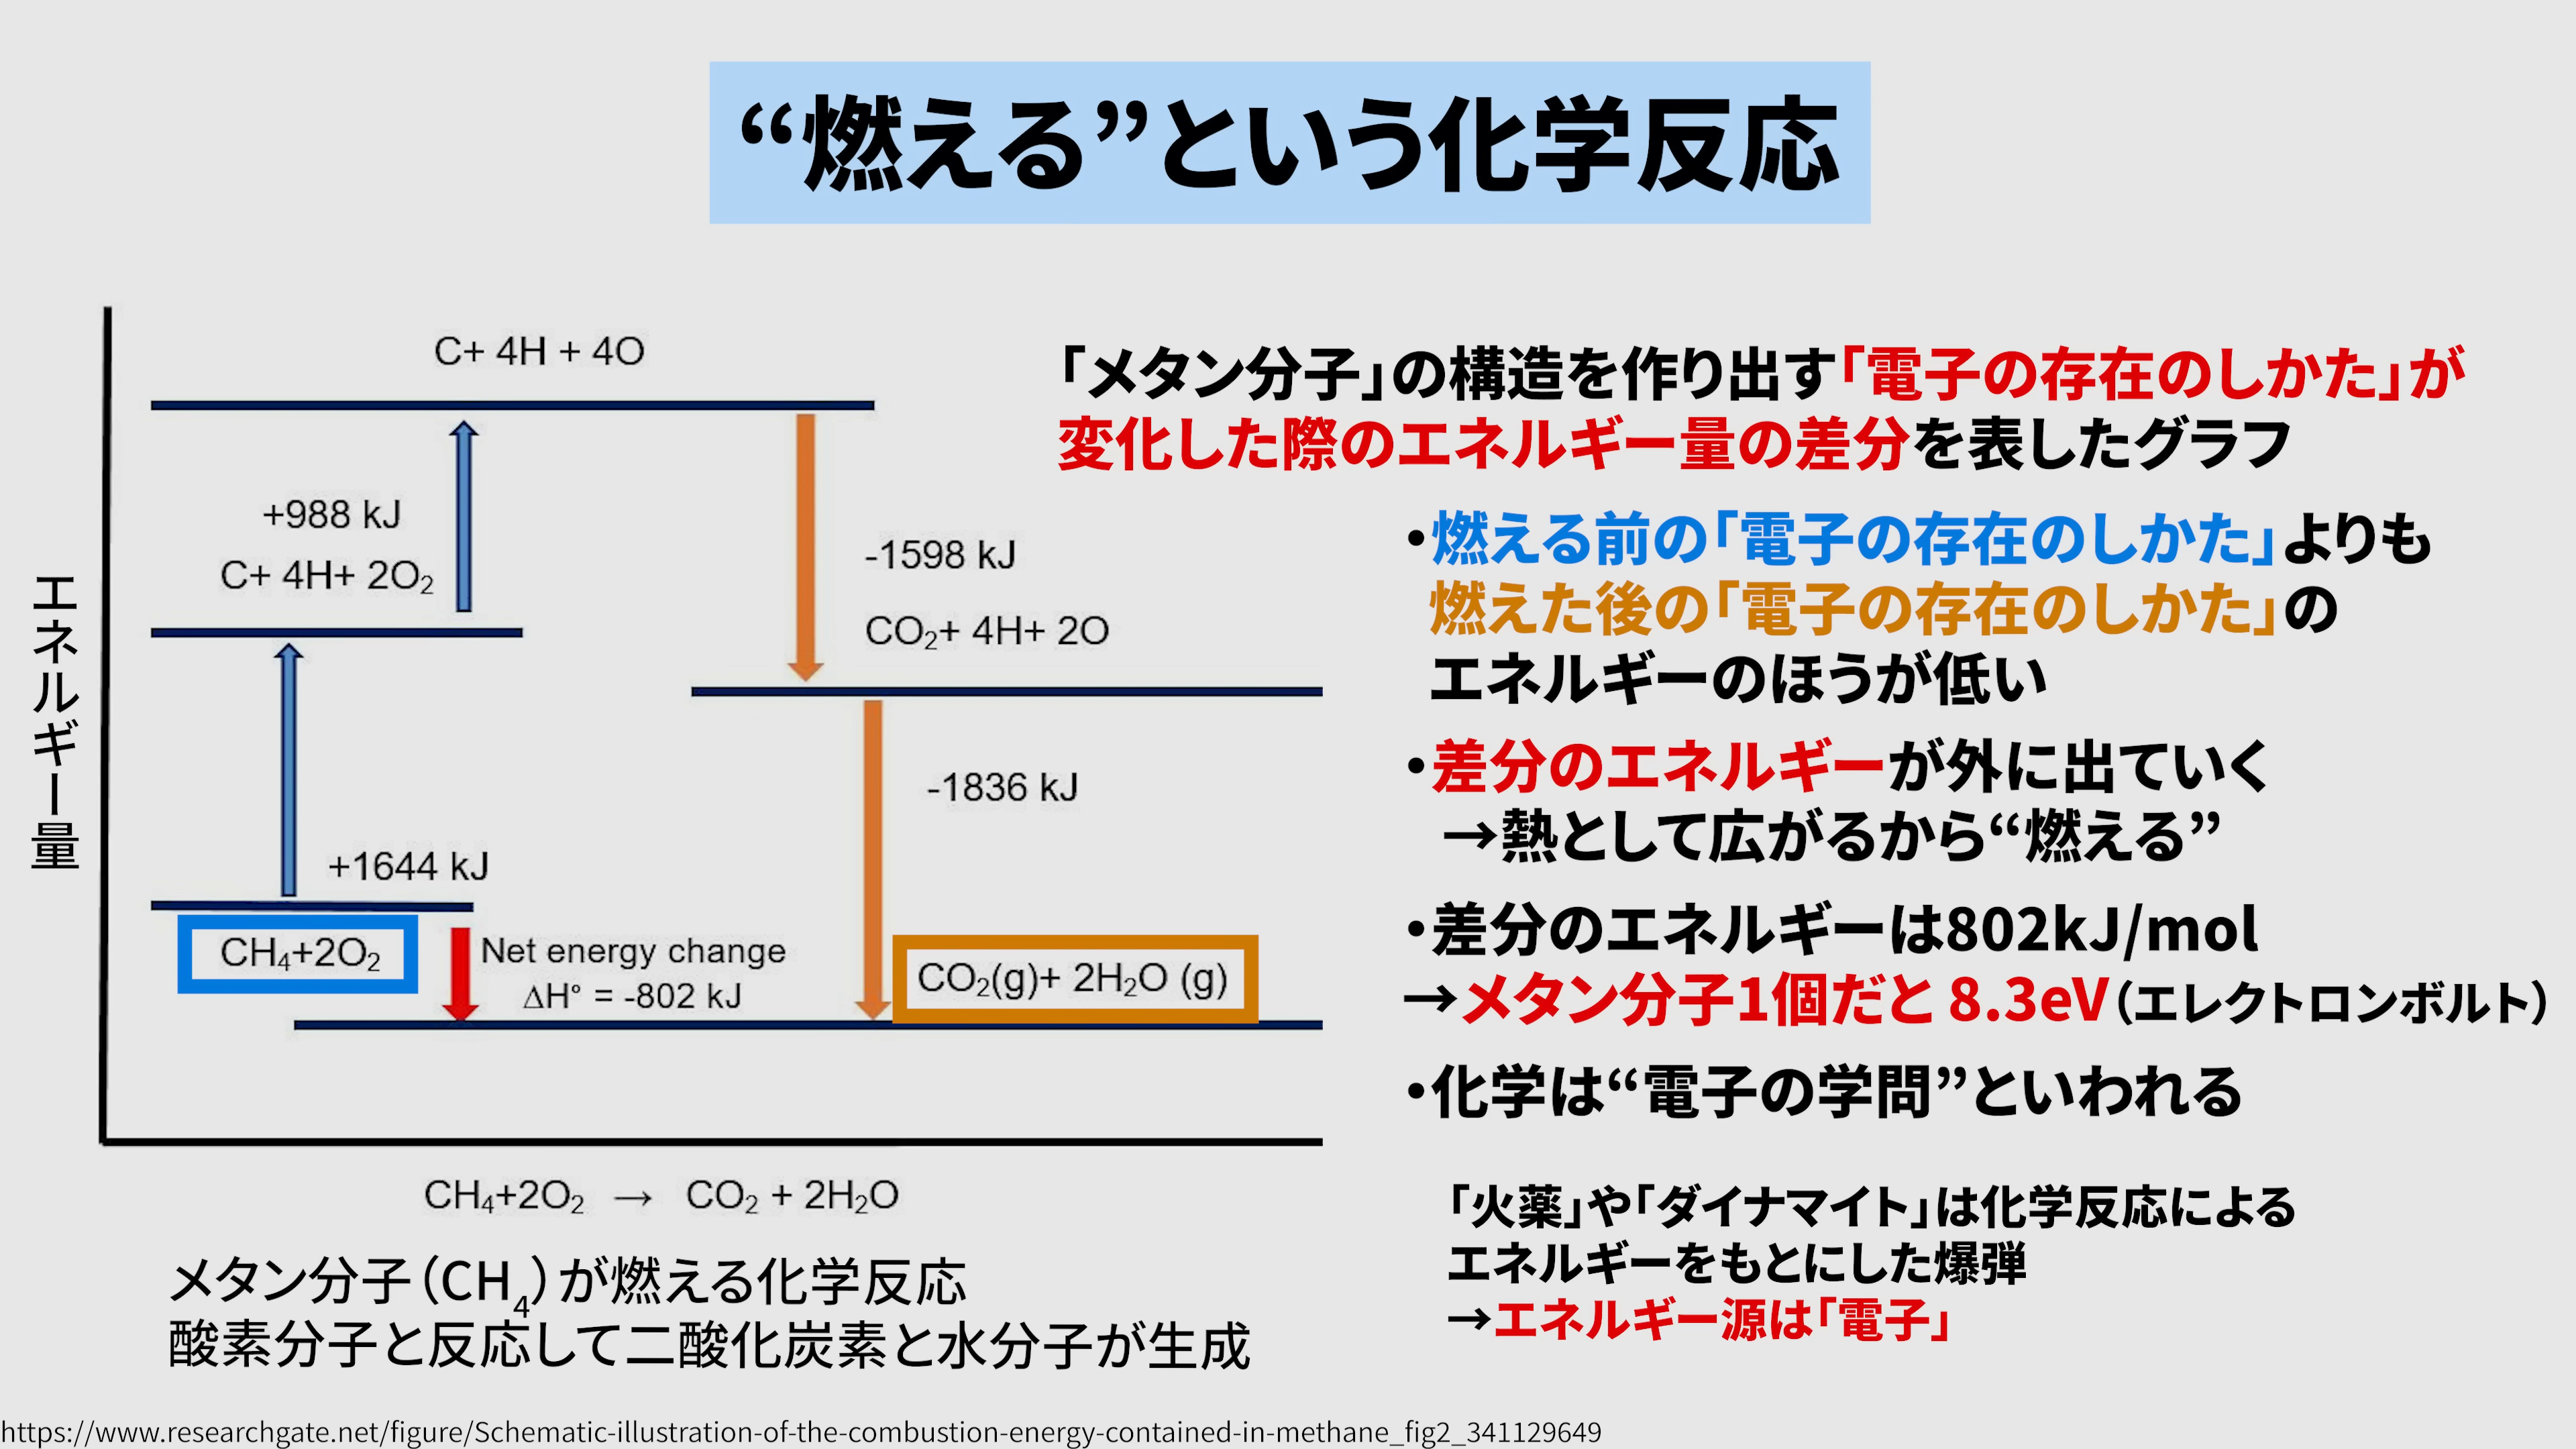 “燃える”という化学反応
C+ 4H + 4O
+988 kJ
C+ 4H+ 2O₂
-1598 kJ
CO₂+ 4H+ 2O
エネルギー量
-1836 kJ
+1644 kJ
CH₄+2O₂
Net energy change
ΔH° = -802 kJ
CO₂(g)+ 2H₂O (g)
CH₄+2O₂ → CO₂ + 2H₂O
メタン分子（CH₄）が燃える化学反応
酸素分子と反応して二酸化炭素と水分子が生成
「メタン分子」の構造を作り出す「電子の存在のしかた」が
変化した際のエネルギー量の差分を表したグラフ
・燃える前の「電子の存在のしかた」よりも
燃えた後の「電子の存在のしかた」の
エネルギーのほうが低い
・差分のエネルギーが外に出ていく
→熱として広がるから“燃える”
・差分のエネルギーは802kJ/mol
→メタン分子1個だと 8.3eV（エレクトロンボルト）
・化学は“電子の学問”といわれる
「火薬」や「ダイナマイト」は化学反応による
エネルギーをもとにした爆弾
→エネルギー源は「電子」
https://www.researchgate.net/figure/Schematic-illustration-of-the-combustion-energy-contained-in-methane_fig2_341129649